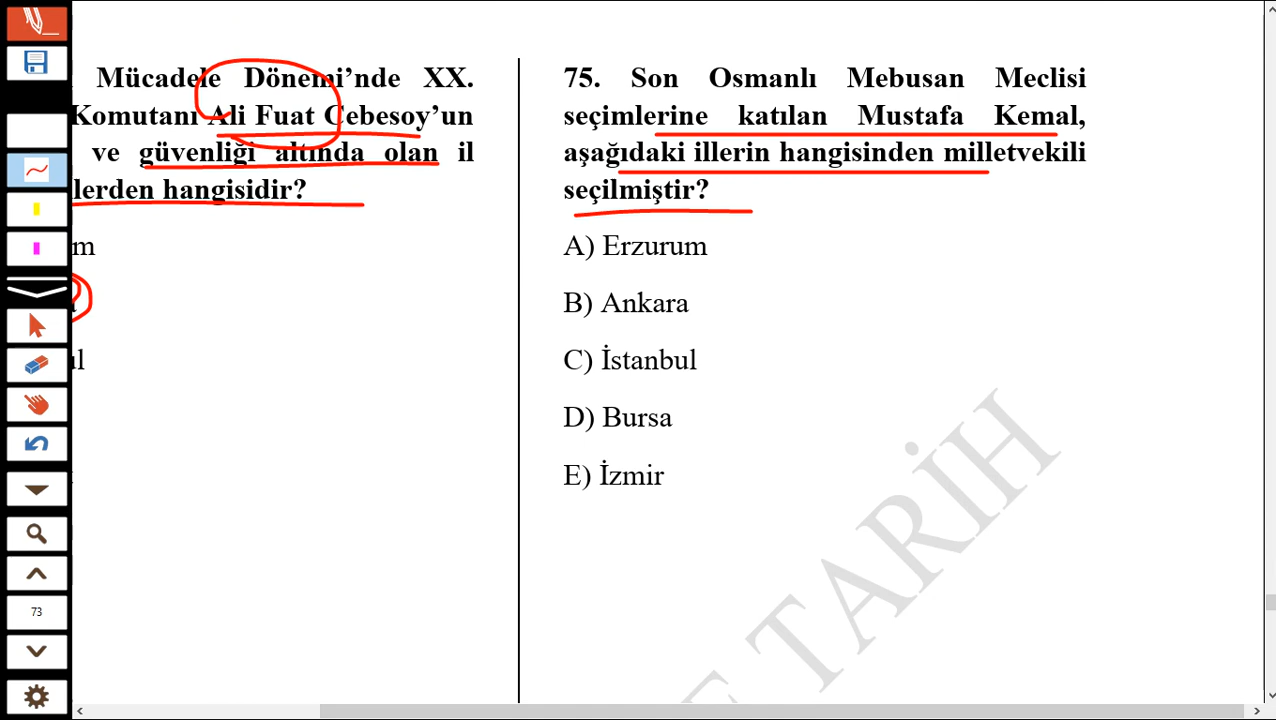 Mücadele Dönemi’nde XX.
Komutanı Ali Fuat Cebesoy’un
ve güvenliği altında olan il
lerden hangisidir?
m
ul
75. Son Osmanlı Mebusan Meclisi
seçimlerine katılan Mustafa Kemal,
aşağıdaki illerin hangisinden milletvekili
seçilmiştir?
A) Erzurum
B) Ankara
C) İstanbul
D) Bursa
E) İzmir
TARİH
73